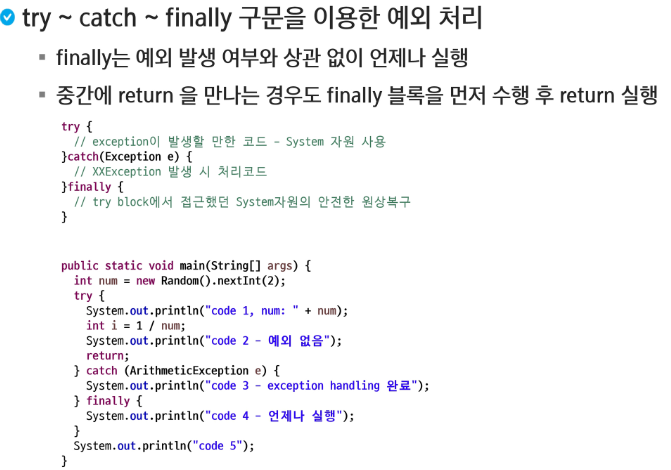 try ~ catch ~ finally 구문을 이용한 예외 처리
finally는 예외 발생 여부와 상관 없이 언제나 실행
중간에 return 을 만나는 경우도 finally 블록을 먼저 수행 후 return 실행
try {
// exception이 발생할 만한 코드 – System 자원 사용
}catch(Exception e) {
// XXException 발생 시 처리코드
}finally {
// try block에서 접근했던 System자원의 안전한 원상복구
}
public static void main(String[] args) {
int num = new Random().nextInt(2);
try {
System.out.println("code 1, num: " + num);
int i = 1 / num;
System.out.println("code 2 – 예외 없음");
return;
} catch (ArithmeticException e) {
System.out.println("code 3 – exception handling 완료");
} finally {
System.out.println("code 4 – 언제나 실행");
}
System.out.println("code 5");
}